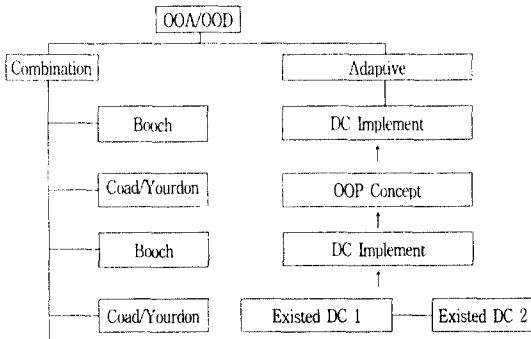 OOA/OOD
Combination
Adaptive
Booch
DC Implement
Coad/Yourdon
OOP Concept
Booch
DC Implement
Coad/Yourdon
Existed DC 1
Existed DC 2